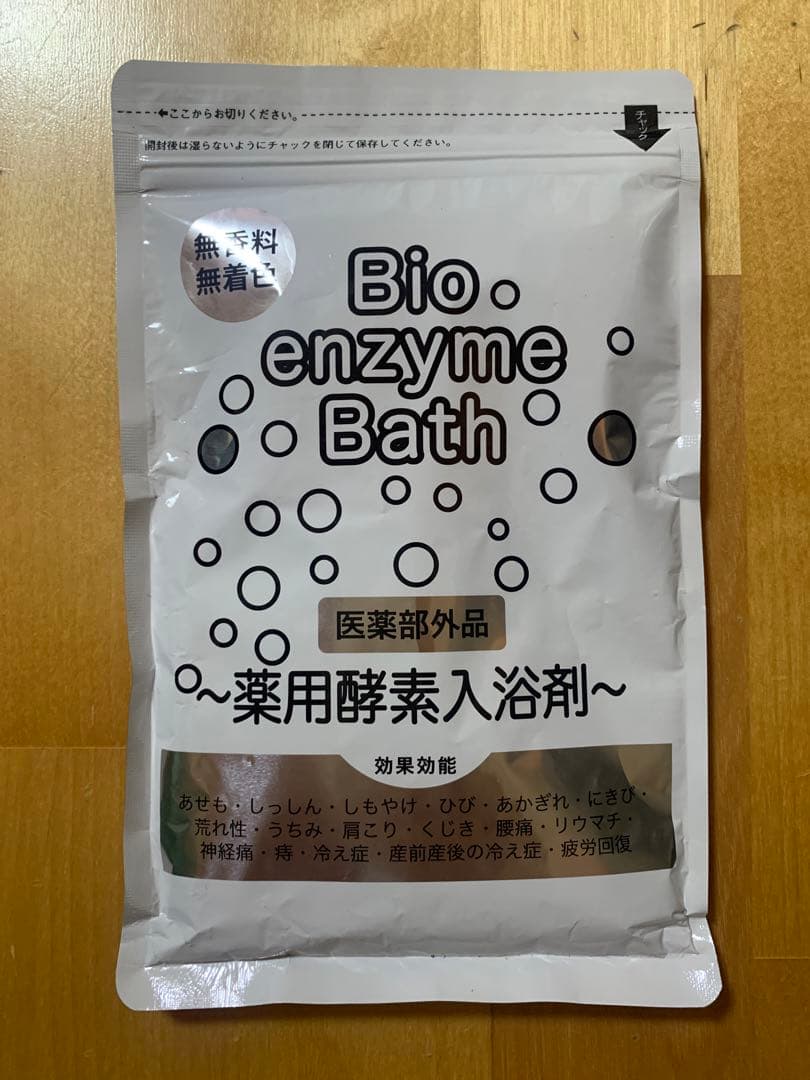 ←ここからお切りください。
チャック
開封後は湿らないようにチャックを閉じて保存してください。
無香料
無着色
Bio
enzyme
Bath
医薬部外品
~薬用酵素入浴剤~
効果効能
あせも・しっしん・しもやけ・ひび・あかぎれ・にきび・
荒れ性・うちみ・肩こり・くじき・腰痛・リウマチ・
神経痛・痔・冷え症・産前産後の冷え症・疲労回復